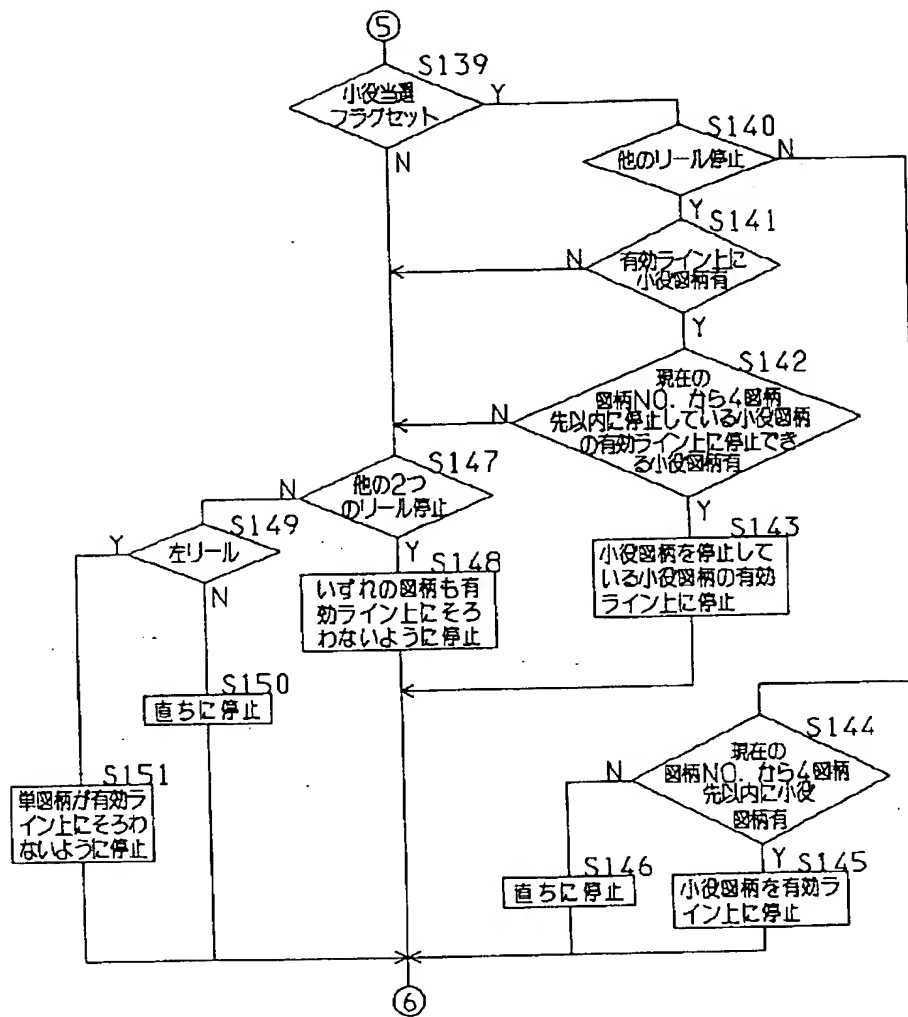 ⑤
S139
小役当選
フラグセット
Y
N
S140
他のリール停止
N
Y
S141
有効ライン上に
小役図柄有
N
Y
S142
現在の
図柄NO. から4図柄
先以内に停止している小役図柄
の有効ライン上に停止でき
る小役図柄有
N
Y
S143
小役図柄を停止して
いる小役図柄の有効
ライン上に停止
S147
他の2つ
のリール停止
N
Y
S148
いずれの図柄も有
効ライン上にそろ
わないように停止
S149
左リール
Y
N
S150
直ちに停止
S151
単図柄が有効ラ
イン上にそろわ
ないように停止
S144
現在の
図柄NO. から4図柄
先以内に小役
図柄有
N
Y
S145
小役図柄を有効ラ
イン上に停止
S146
直ちに停止
⑥